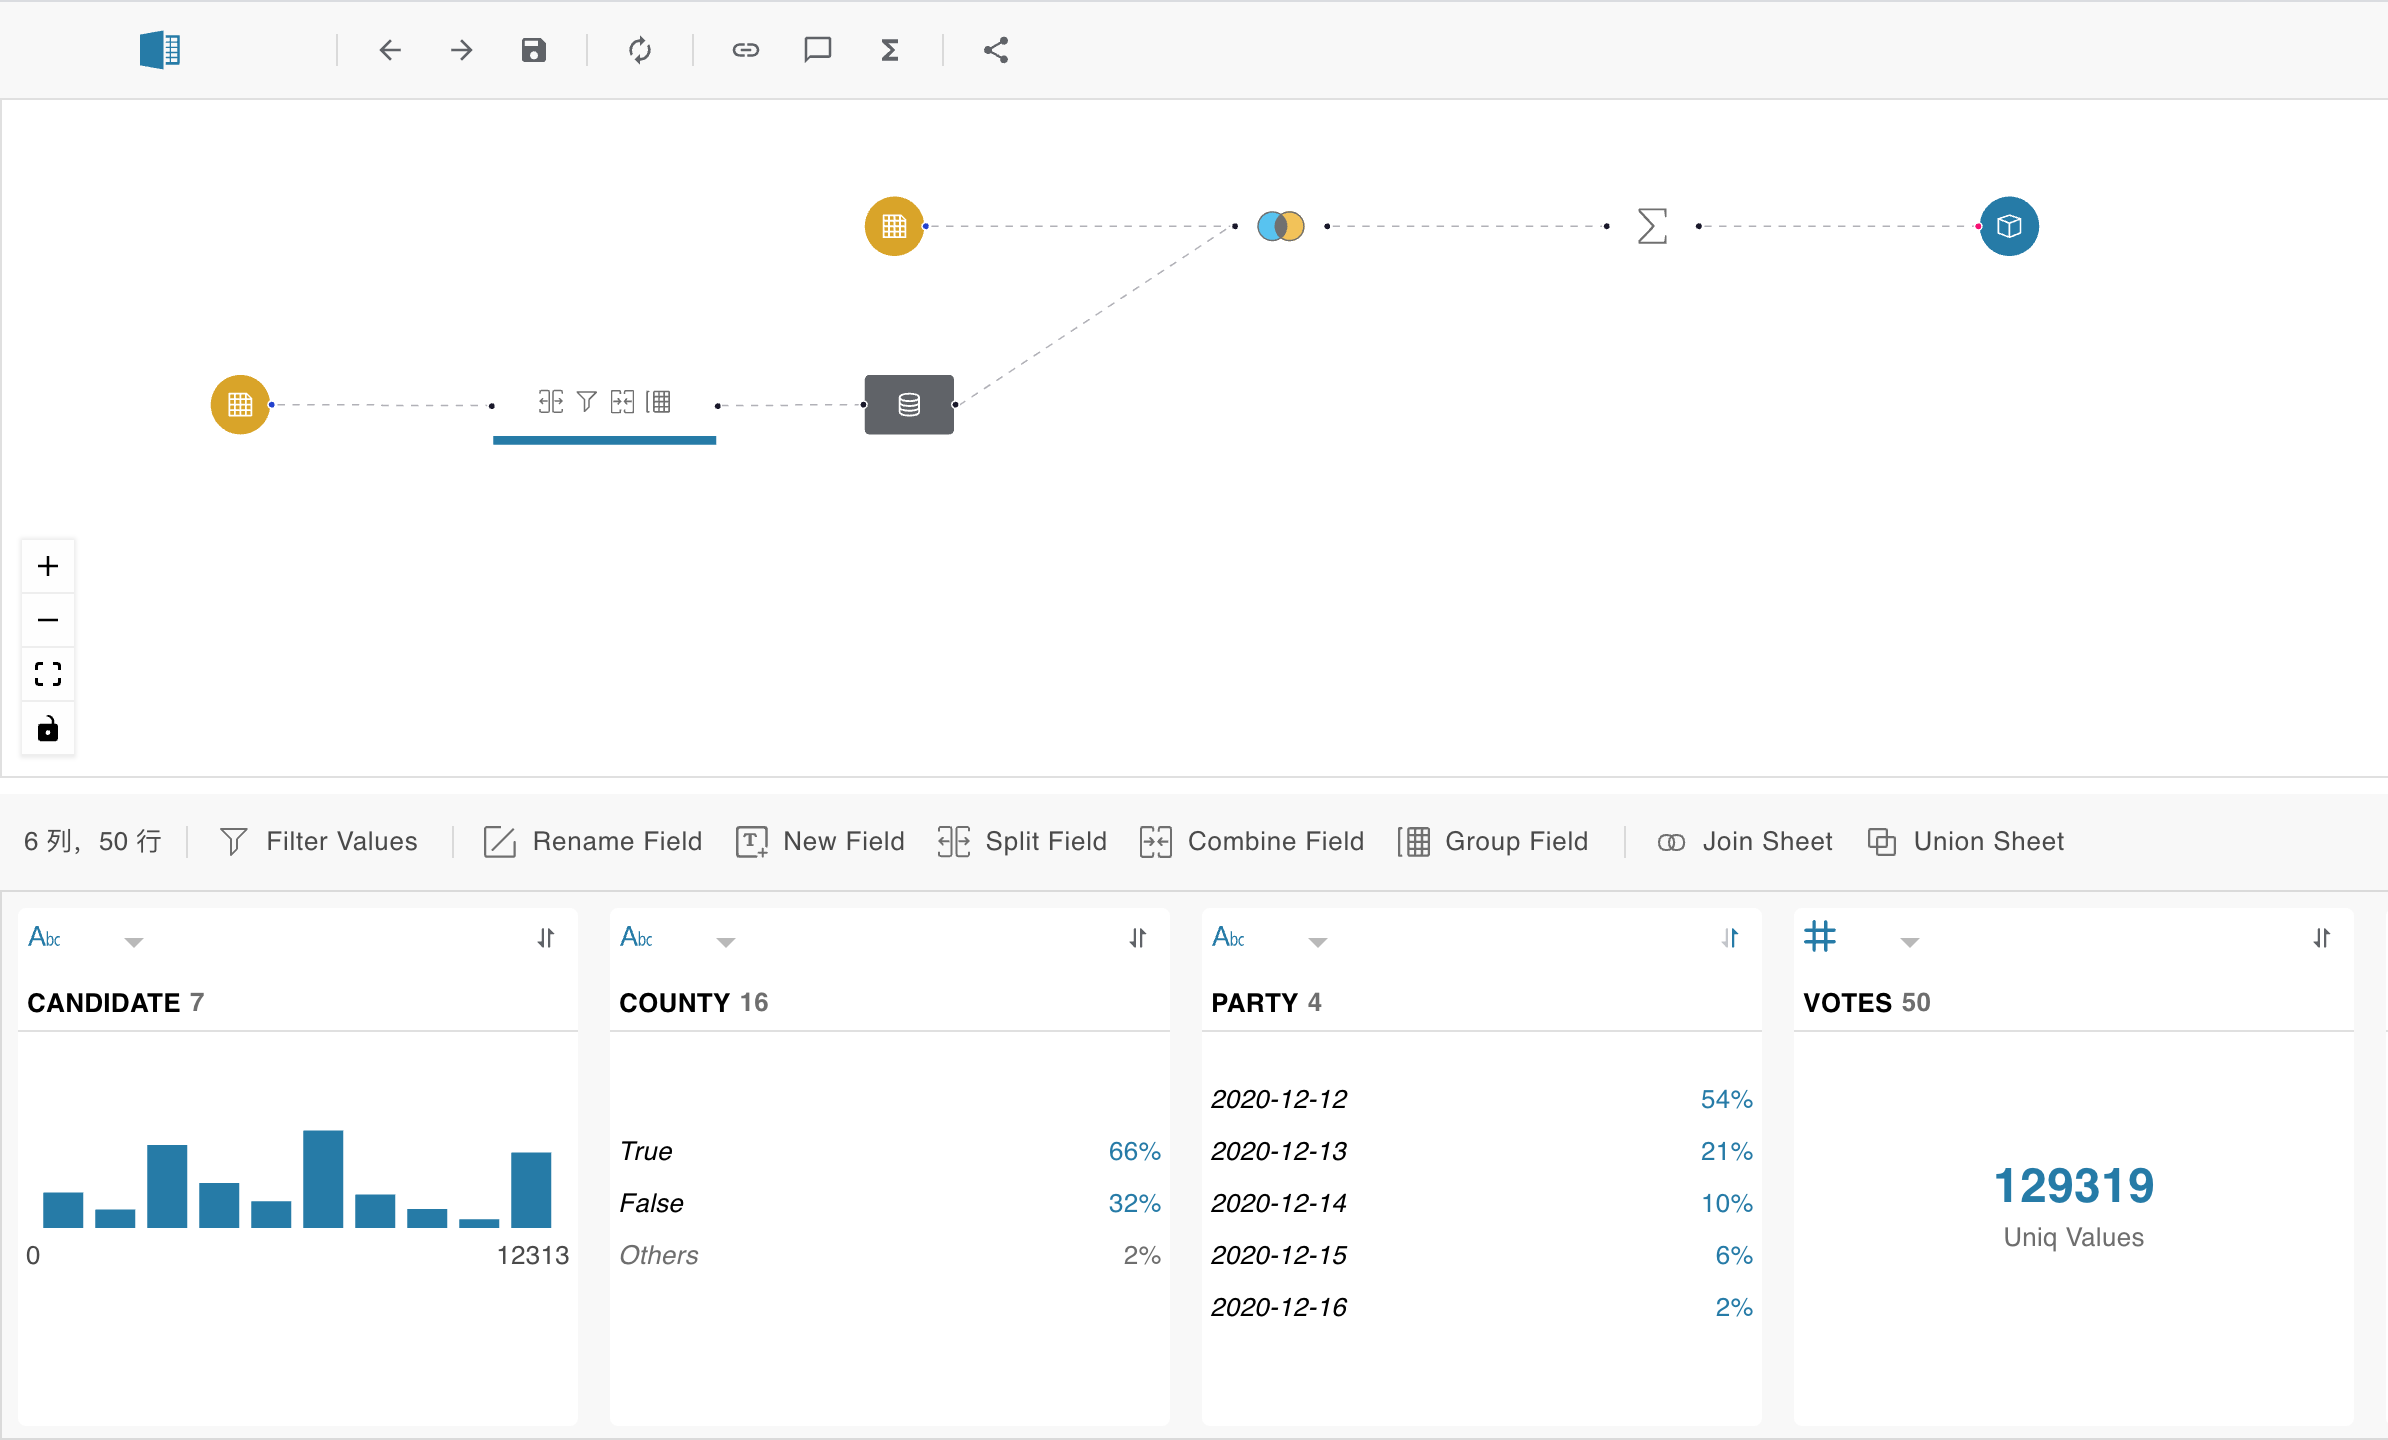 6 列，50 行 Filter Values Rename Field New Field Split Field Combine Field Group Field Join Sheet Union Sheet
Abc
CANDIDATE 7
0 12313
Abc
COUNTY 16
True 66%
False 32%
Others 2%
Abc
PARTY 4
2020-12-12 54%
2020-12-13 21%
2020-12-14 10%
2020-12-15 6%
2020-12-16 2%
VOTES 50
129319
Uniq Values